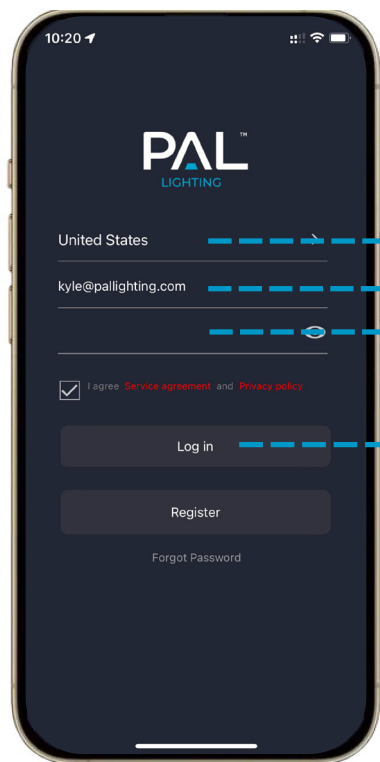 10:20
PAL™
LIGHTING
United States
kyle@pallighting.com
I agree Service agreement and Privacy policy
Log in
Register
Forgot Password